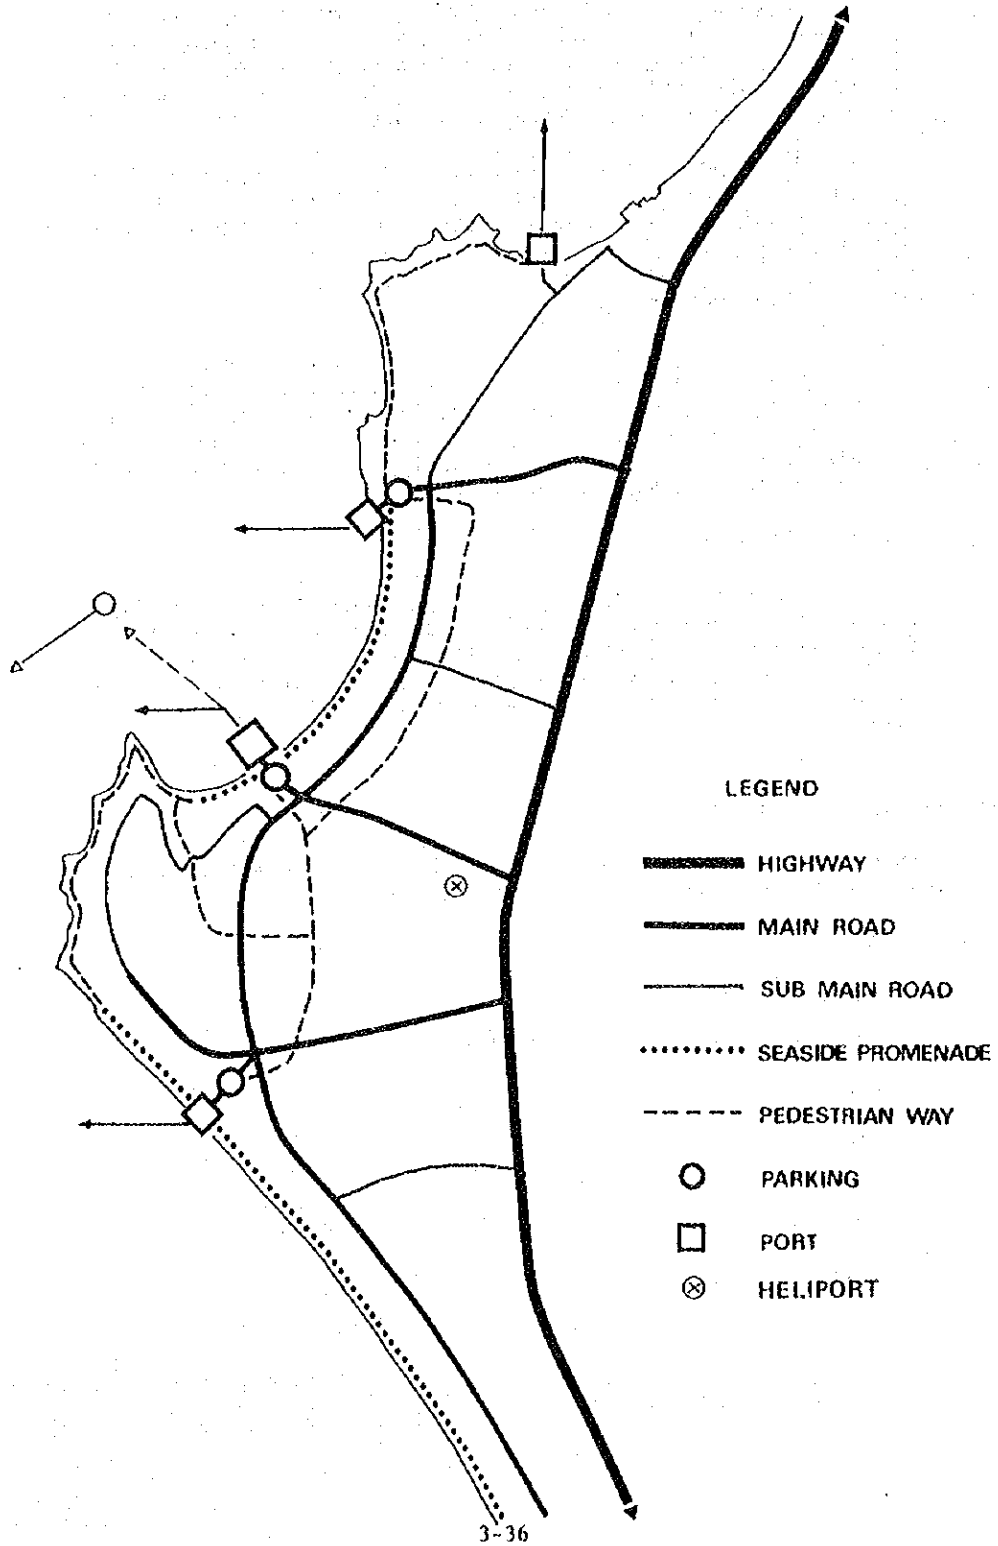 LEGEND
HIGHWAY
MAIN ROAD
SUB MAIN ROAD
SEASIDE PROMENADE
PEDESTRIAN WAY
PARKING
PORT
HELIPORT
3-36